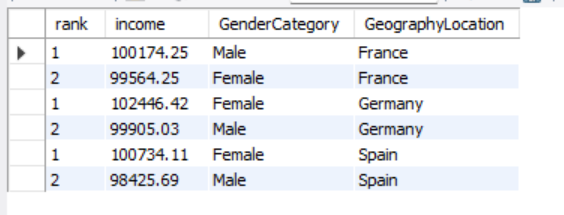 rank income GenderCategory GeographyLocation
1 100174.25 Male France
2 99564.25 Female France
1 102446.42 Female Germany
2 99905.03 Male Germany
1 100734.11 Female Spain
2 98425.69 Male Spain